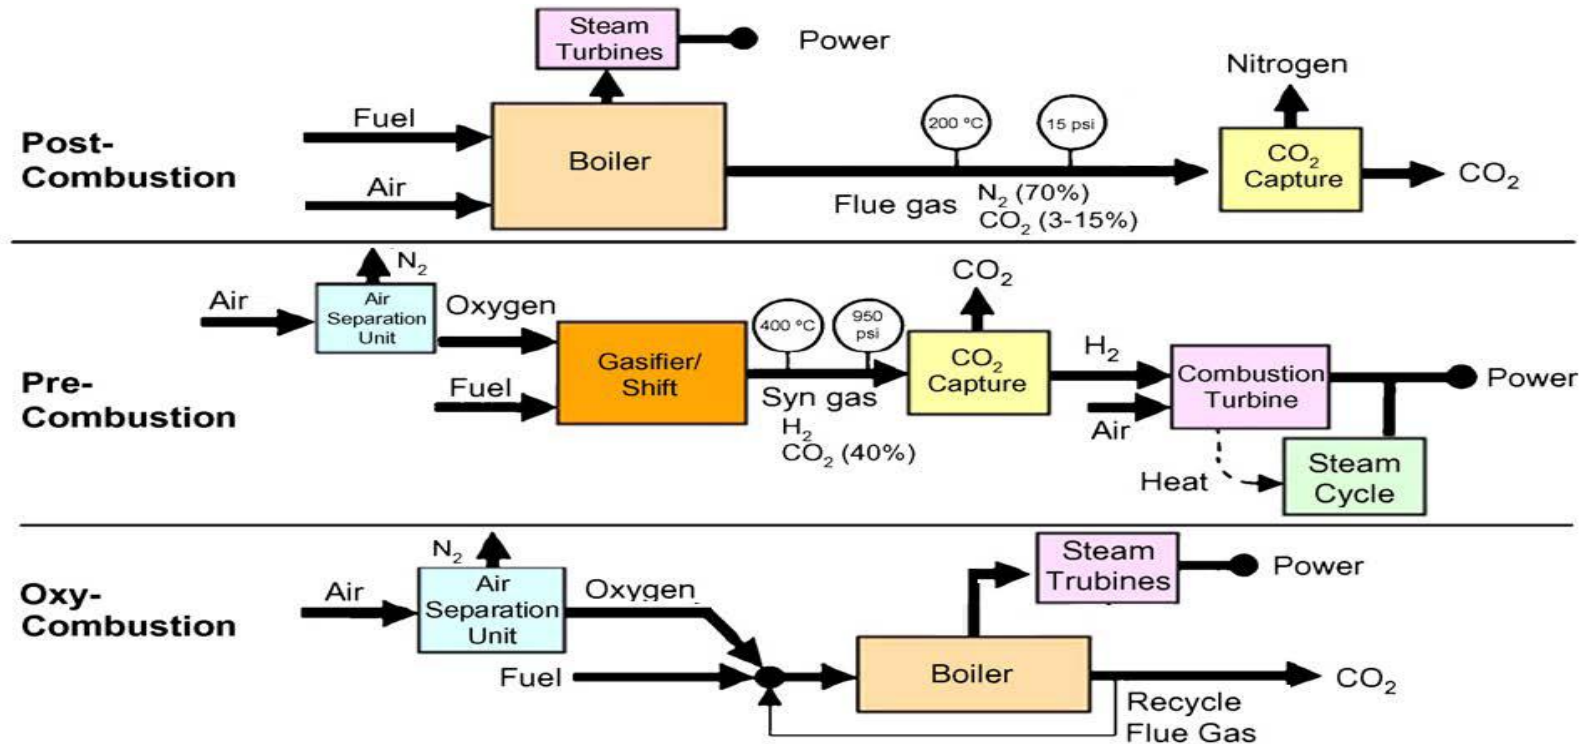 Post-
Combustion
Fuel
Air
Boiler
Steam
Turbines
Power
200 ºC
15 psi
Flue gas
N₂ (70%)
CO₂ (3-15%)
Nitrogen
CO₂
Capture
CO₂
Pre-
Combustion
Air
N₂
Air
Separation
Unit
Oxygen
Fuel
Gasifier/
Shift
400 ºC
950
psi
Syn gas
H₂
CO₂ (40%)
CO₂
CO₂
Capture
H₂
Air
Combustion
Turbine
Power
Heat
Steam
Cycle
Oxy-
Combustion
Air
N₂
Air
Separation
Unit
Oxygen
Fuel
Boiler
Steam
Trubines
Power
CO₂
Recycle
Flue Gas